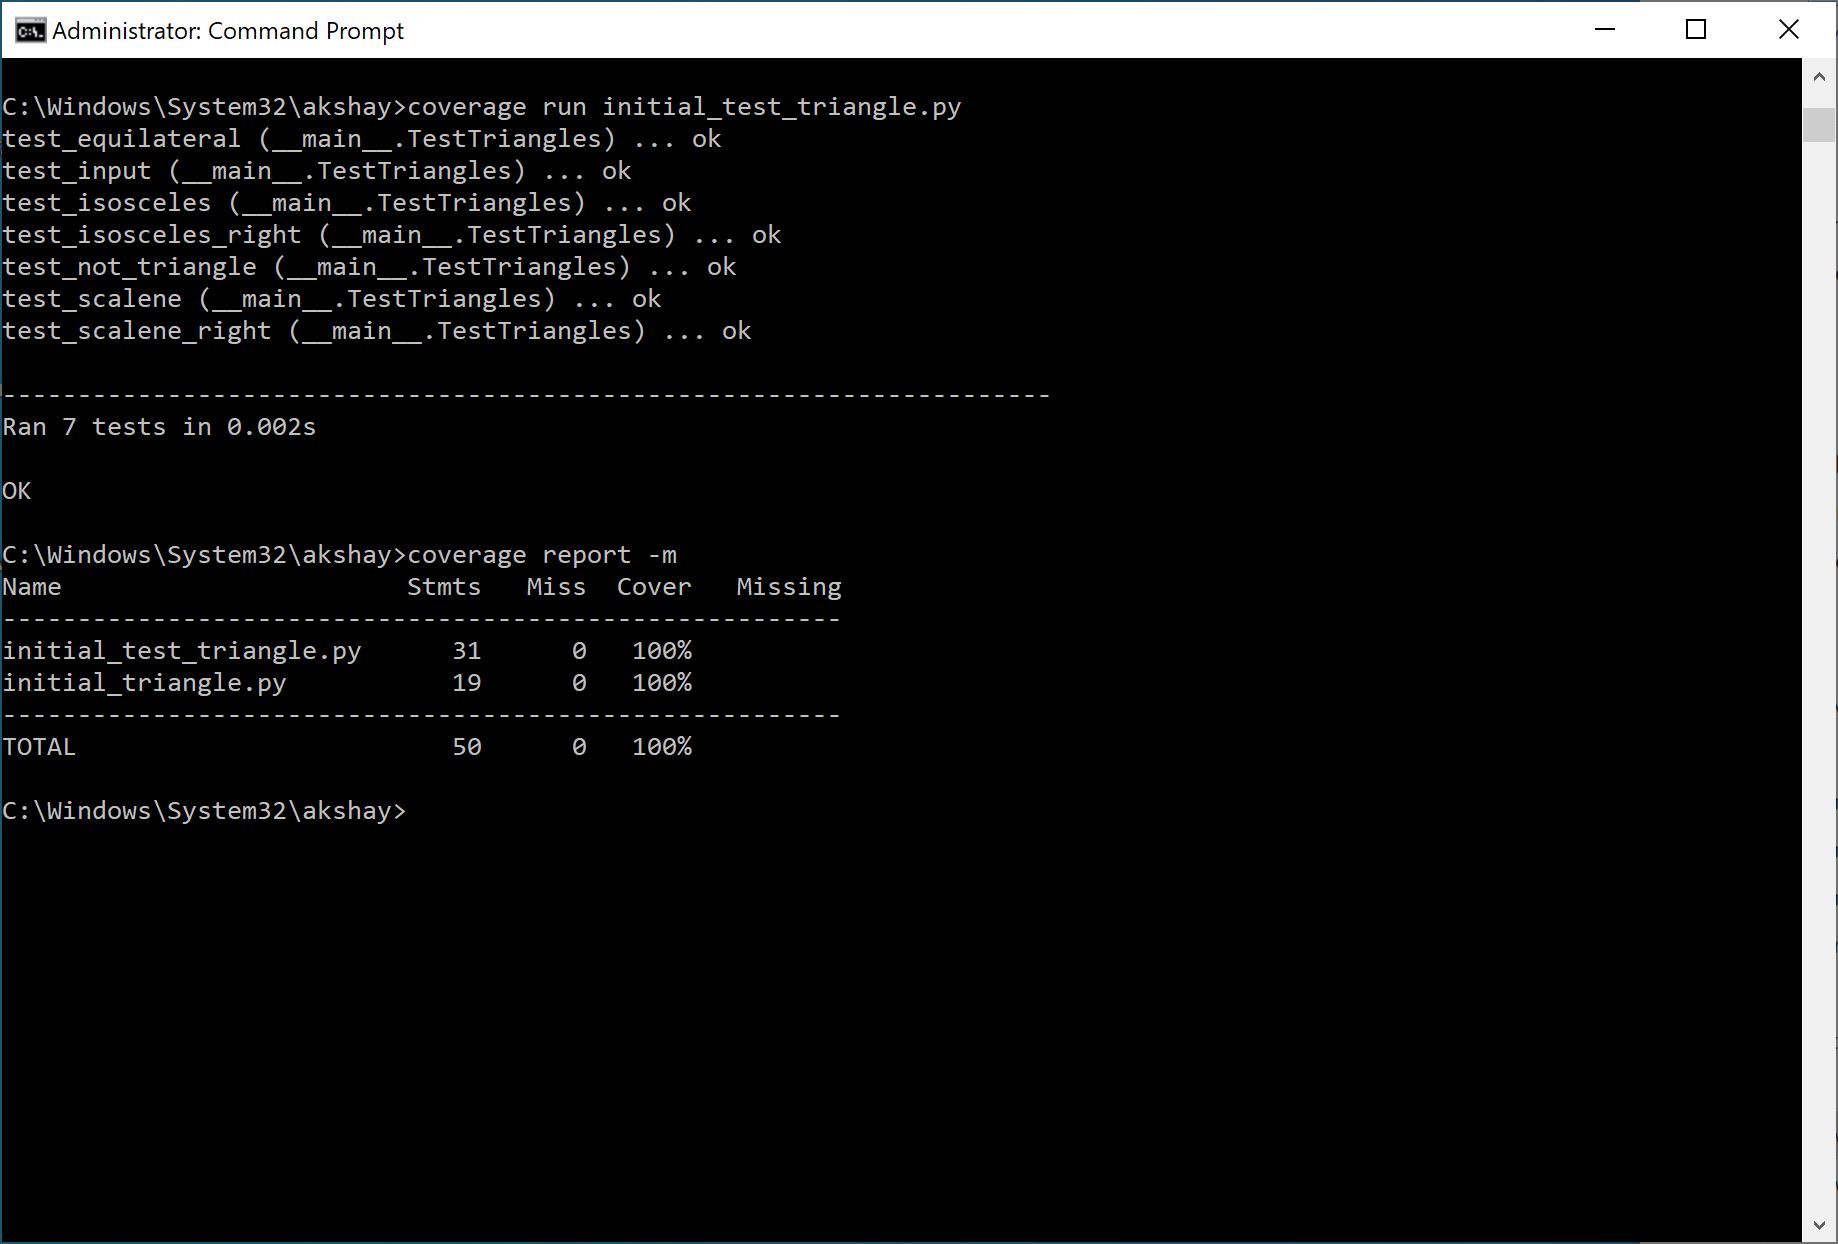 Administrator: Command Prompt
C:\Windows\System32\akshay>coverage run initial_test_triangle.py
test_equilateral (__main__.TestTriangles) ... ok
test_input (__main__.TestTriangles) ... ok
test_isosceles (__main__.TestTriangles) ... ok
test_isosceles_right (__main__.TestTriangles) ... ok
test_not_triangle (__main__.TestTriangles) ... ok
test_scalene (__main__.TestTriangles) ... ok
test_scalene_right (__main__.TestTriangles) ... ok
----------------------------------------------------------------------
Ran 7 tests in 0.002s
OK
C:\Windows\System32\akshay>coverage report -m
Name                       Stmts   Miss  Cover   Missing
--------------------------------------------------------
initial_test_triangle.py      31      0   100%
initial_triangle.py           19      0   100%
--------------------------------------------------------
TOTAL                         50      0   100%
C:\Windows\System32\akshay>